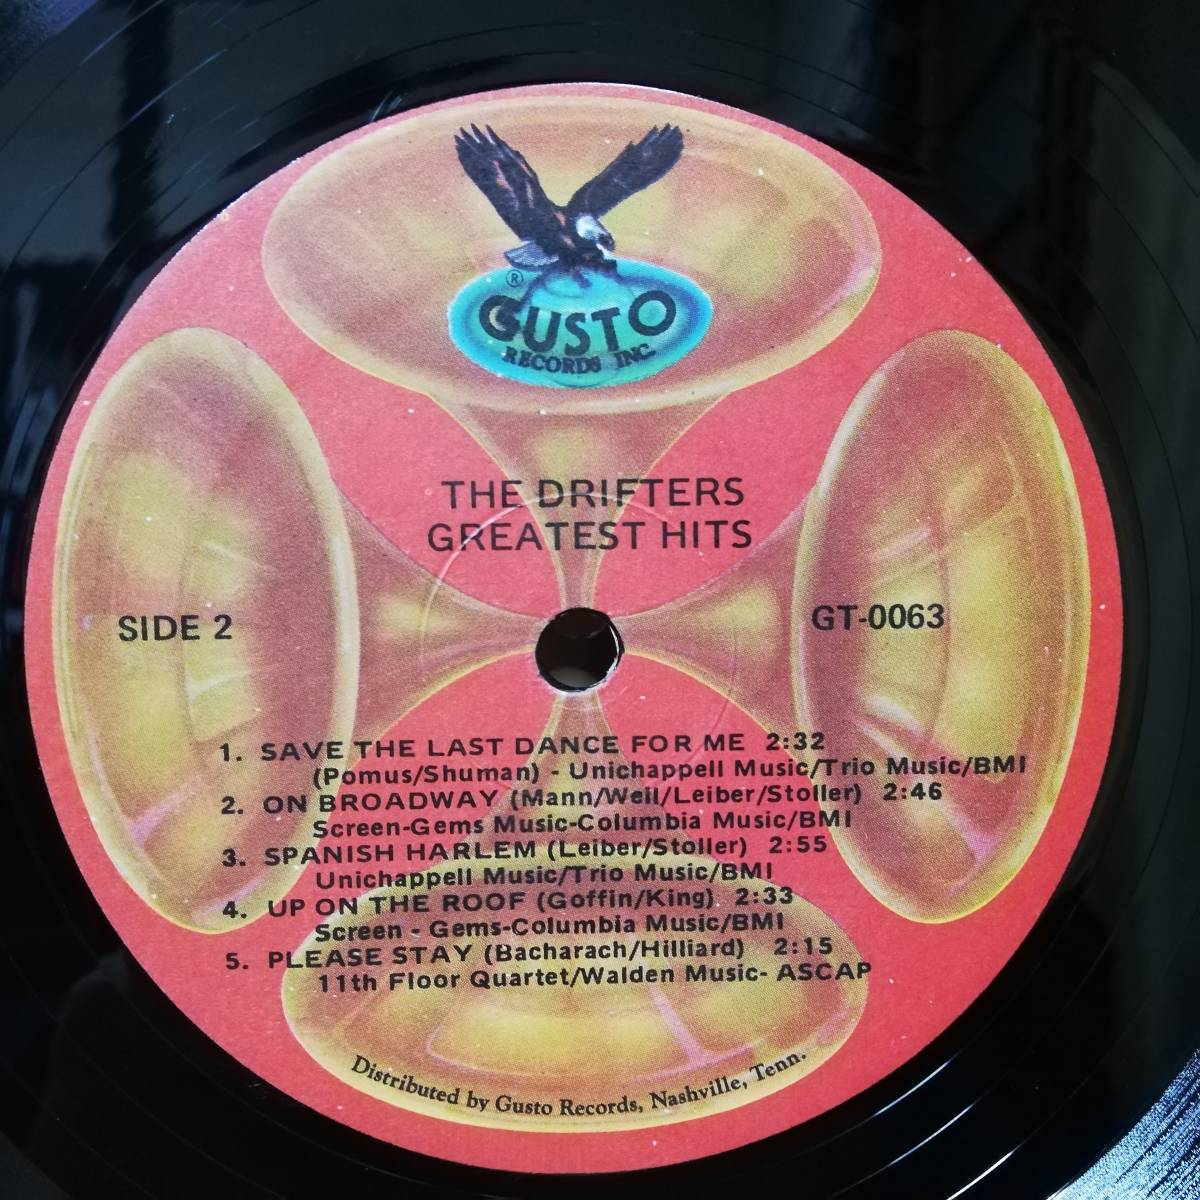 ®
GUSTO
RECORDS INC.
THE DRIFTERS
GREATEST HITS
SIDE 2
GT-0063
1. SAVE THE LAST DANCE FOR ME 2:32
(Pomus/Shuman) - Unichappell Music/Trio Music/BMI
2. ON BROADWAY (Mann/Weil/Leiber/Stoller) 2:46
Screen-Gems Music-Columbia Music/BMI
3. SPANISH HARLEM (Leiber/Stoller) 2:55
Unichappell Music/Trio Music/BMI
4. UP ON THE ROOF (Goffin/King) 2:33
Screen - Gems-Columbia Music/BMI
5. PLEASE STAY (Bacharach/Hilliard) 2:15
11th Floor Quartet/Walden Music- ASCAP
Distributed by Gusto Records, Nashville, Tenn.